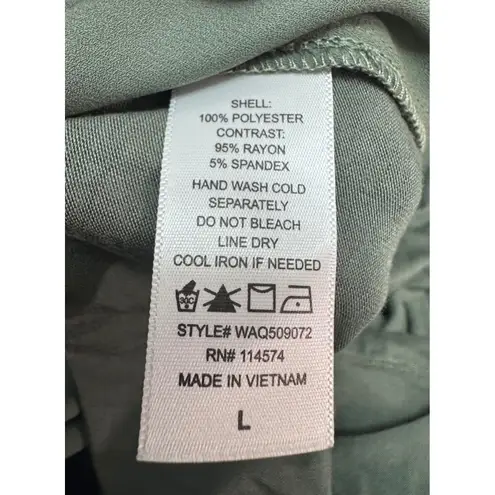 SHELL:
100% POLYESTER
CONTRAST:
95% RAYON
5% SPANDEX
HAND WASH COLD
SEPARATELY
DO NOT BLEACH
LINE DRY
COOL IRON IF NEEDED
30C
STYLE# WAQ509072
RN# 114574
MADE IN VIETNAM
L